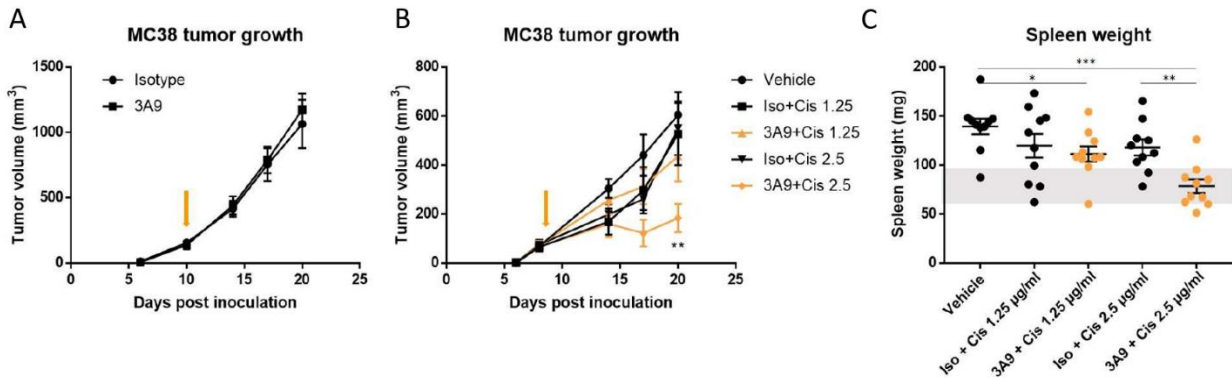 A
MC38 tumor growth
Tumor volume (mm³)
1500
1000
500
0
0 5 10 15 20 25
Days post inoculation
Isotype
3A9
B
MC38 tumor growth
Tumor volume (mm³)
800
600
400
200
0
0 5 10 15 20 25
Days post inoculation
**
Vehicle
Iso+Cis 1.25
3A9+Cis 1.25
Iso+Cis 2.5
3A9+Cis 2.5
C
Spleen weight
Spleen weight (mg)
200
150
100
50
0
***
*
**
Vehicle
Iso + Cis 1.25 µg/ml
3A9 + Cis 1.25 µg/ml
Iso + Cis 2.5 µg/ml
3A9 + Cis 2.5 µg/ml